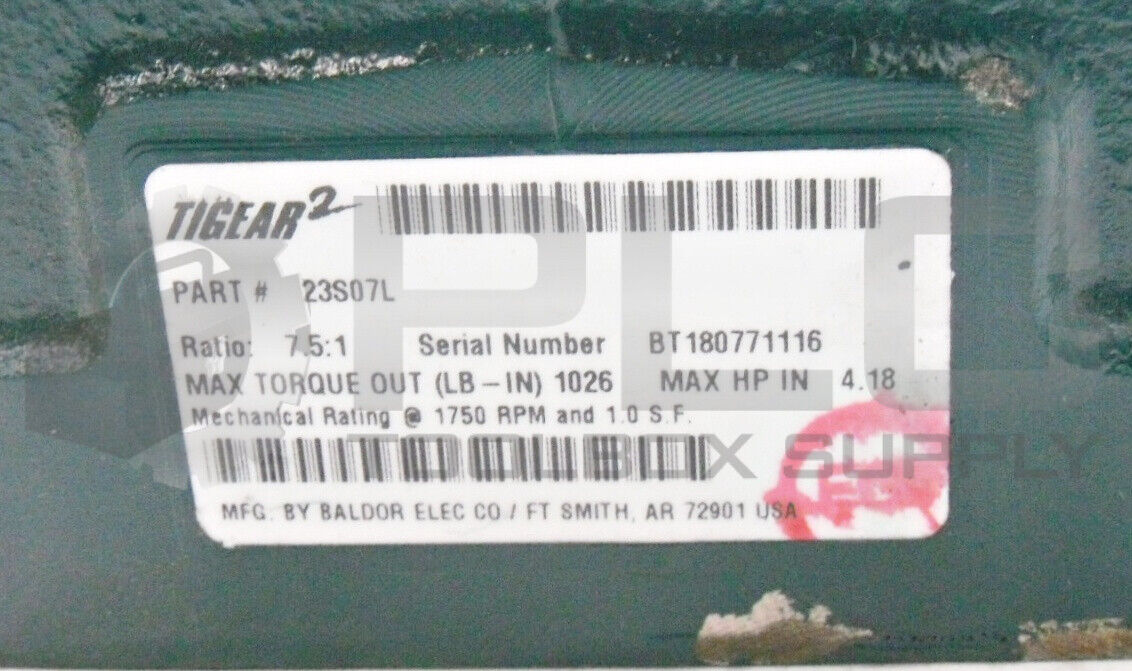 TIGEAR2
PART # 23S07L
Ratio: 7.5:1 Serial Number BT180771116
MAX TORQUE OUT (LB-IN) 1026 MAX HP IN 4.18
Mechanical Rating @ 1750 RPM and 1.0 S.F.
MFG. BY BALDOR ELEC CO / FT SMITH, AR 72901 USA
PLC
TOOLBOX SUPPLY